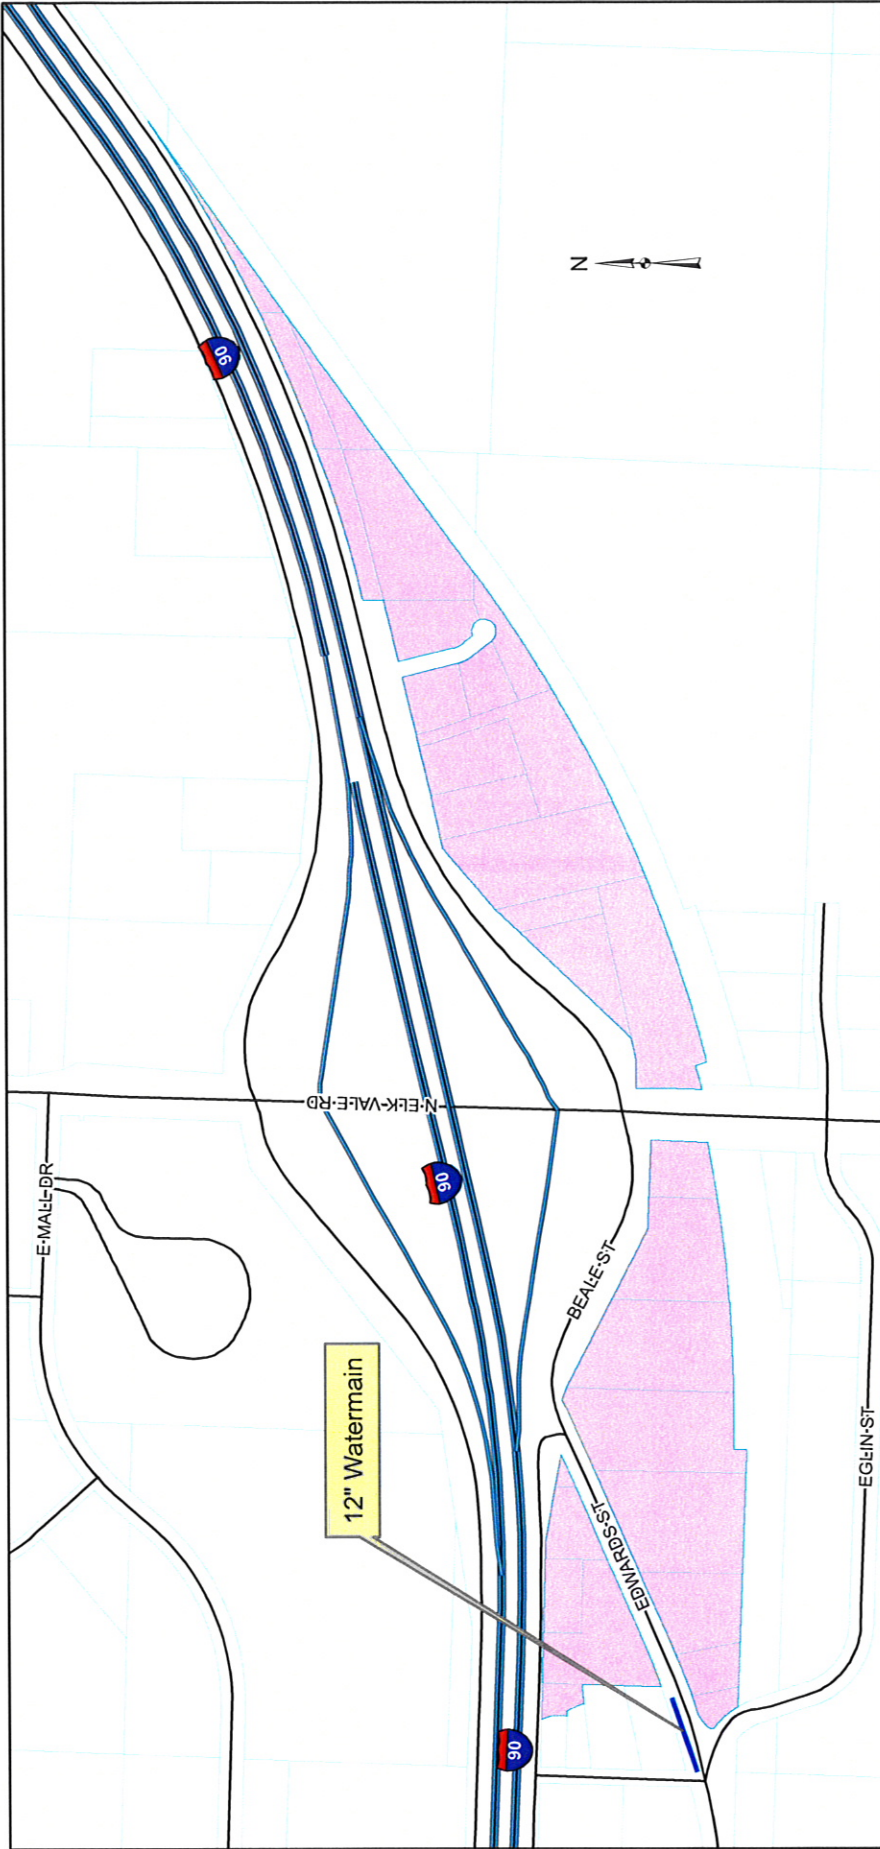 90
N
N ELK VALE RD
E MALL DR
90
BEALE ST
12" Watermain
EDWARDS ST
EGLIN ST
90